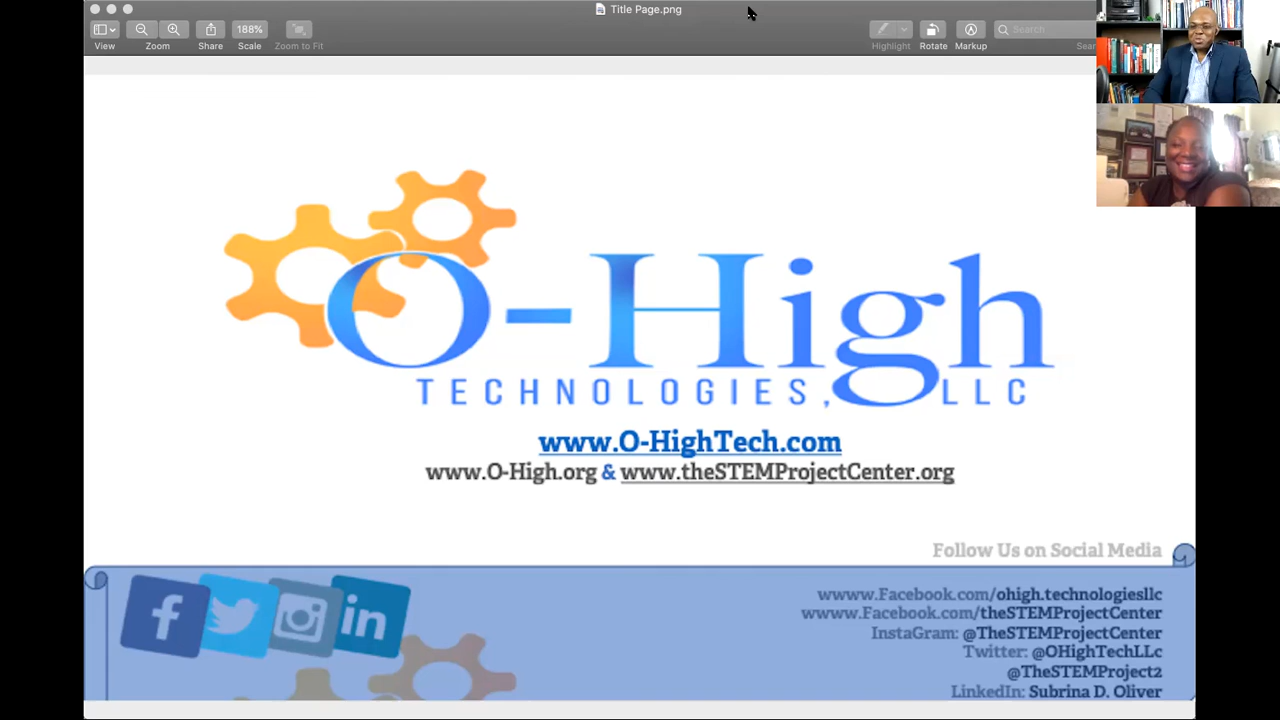 Title Page.png
188%
Search
View
Zoom
Share
Scale
Zoom to Fit
Highlight
Rotate
Markup
O-High
TECHNOLOGIES, LLC
www.O-HighTech.com
www.O-High.org & www.theSTEMProjectCenter.org
Follow Us on Social Media
wwww.Facebook.com/ohigh.technologiesllc
wwww.Facebook.com/theSTEMProjectCenter
InstaGram: @TheSTEMProjectCenter
Twitter: @OHighTechLLc
@TheSTEMProject2
LinkedIn: Subrina D. Oliver